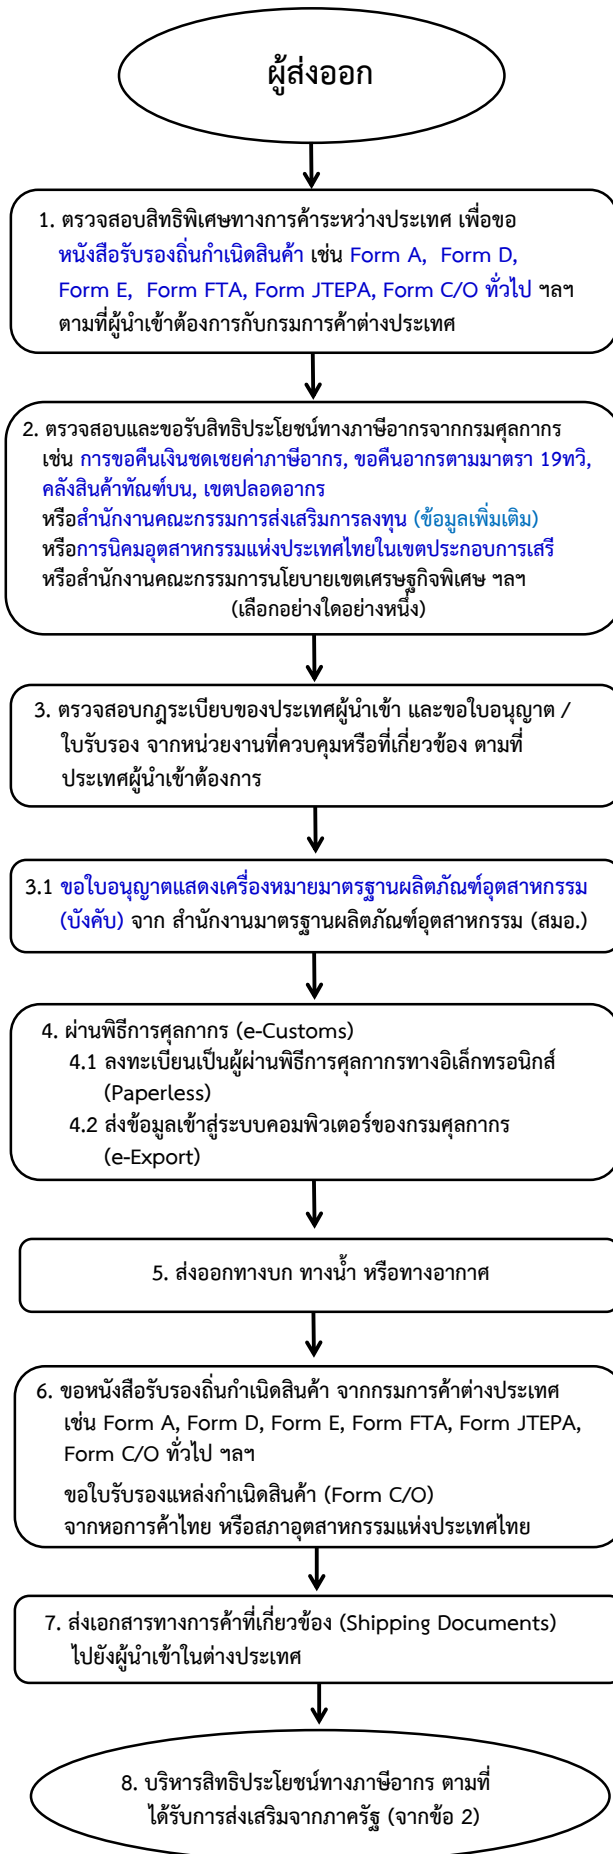 ผู้ส่งออก
1. ตรวจสอบสิทธิพิเศษทางการค้าระหว่างประเทศ เพื่อขอ
หนังสือรับรองถิ่นกำเนิดสินค้า เช่น Form A, Form D,
Form E, Form FTA, Form JTEPA, Form C/O ทั่วไป ฯลฯ
ตามที่ผู้นำเข้าต้องการกับกรมการค้าต่างประเทศ
2. ตรวจสอบและขอรับสิทธิประโยชน์ทางภาษีอากรจากกรมศุลกากร
เช่น การขอคืนเงินชดเชยค่าภาษีอากร, ขอคืนอากรตามมาตรา 19ทวิ,
คลังสินค้าทัณฑ์บน, เขตปลอดอากร
หรือสำนักงานคณะกรรมการส่งเสริมการลงทุน (ข้อมูลเพิ่มเติม)
หรือการนิคมอุตสาหกรรมแห่งประเทศไทยในเขตประกอบการเสรี
หรือสำนักงานคณะกรรมการนโยบายเขตเศรษฐกิจพิเศษ ฯลฯ
(เลือกอย่างใดอย่างหนึ่ง)
3. ตรวจสอบกฎระเบียบของประเทศผู้นำเข้า และขอใบอนุญาต /
ใบรับรอง จากหน่วยงานที่ควบคุมหรือที่เกี่ยวข้อง ตามที่
ประเทศผู้นำเข้าต้องการ
3.1 ขอใบอนุญาตแสดงเครื่องหมายมาตรฐานผลิตภัณฑ์อุตสาหกรรม
(บังคับ) จาก สำนักงานมาตรฐานผลิตภัณฑ์อุตสาหกรรม (สมอ.)
4. ผ่านพิธีการศุลกากร (e-Customs)
4.1 ลงทะเบียนเป็นผู้ผ่านพิธีการศุลกากรทางอิเล็กทรอนิกส์
(Paperless)
4.2 ส่งข้อมูลเข้าสู่ระบบคอมพิวเตอร์ของกรมศุลกากร
(e-Export)
5. ส่งออกทางบก ทางน้ำ หรือทางอากาศ
6. ขอหนังสือรับรองถิ่นกำเนิดสินค้า จากกรมการค้าต่างประเทศ
เช่น Form A, Form D, Form E, Form FTA, Form JTEPA,
Form C/O ทั่วไป ฯลฯ
ขอใบรับรองแหล่งกำเนิดสินค้า (Form C/O)
จากหอการค้าไทย หรือสภาอุตสาหกรรมแห่งประเทศไทย
7. ส่งเอกสารทางการค้าที่เกี่ยวข้อง (Shipping Documents)
ไปยังผู้นำเข้าในต่างประเทศ
8. บริหารสิทธิประโยชน์ทางภาษีอากร ตามที่
ได้รับการส่งเสริมจากภาครัฐ (จากข้อ 2)